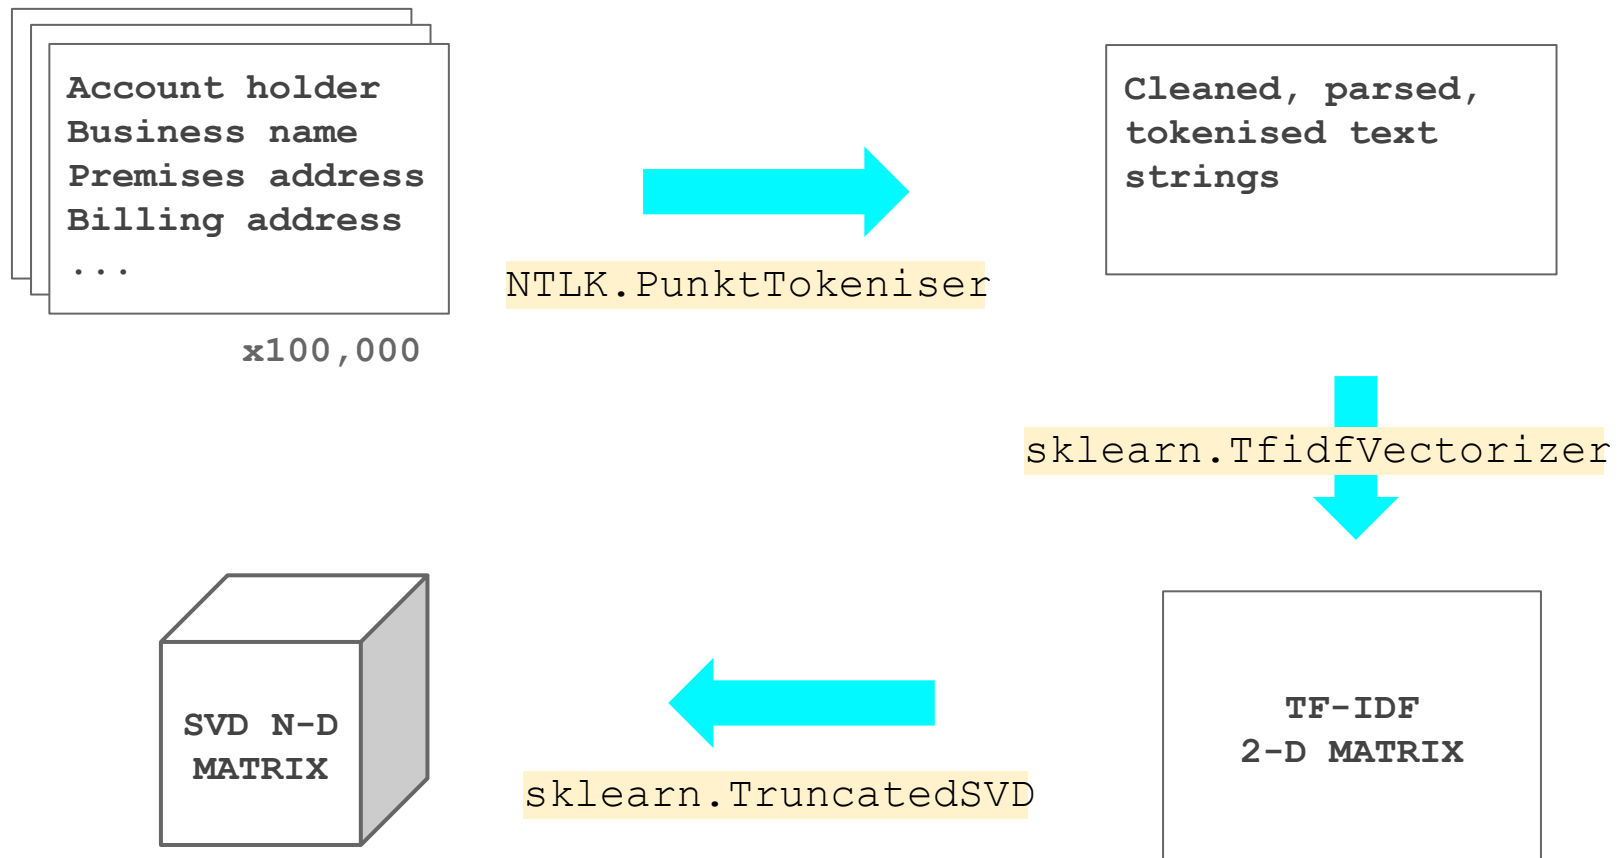 Account holder
Business name
Premises address
Billing address
...
x100,000
NTLK.PunktTokeniser
Cleaned, parsed,
tokenised text
strings
sklearn.TfidfVectorizer
TF-IDF
2-D MATRIX
sklearn.TruncatedSVD
SVD N-D
MATRIX